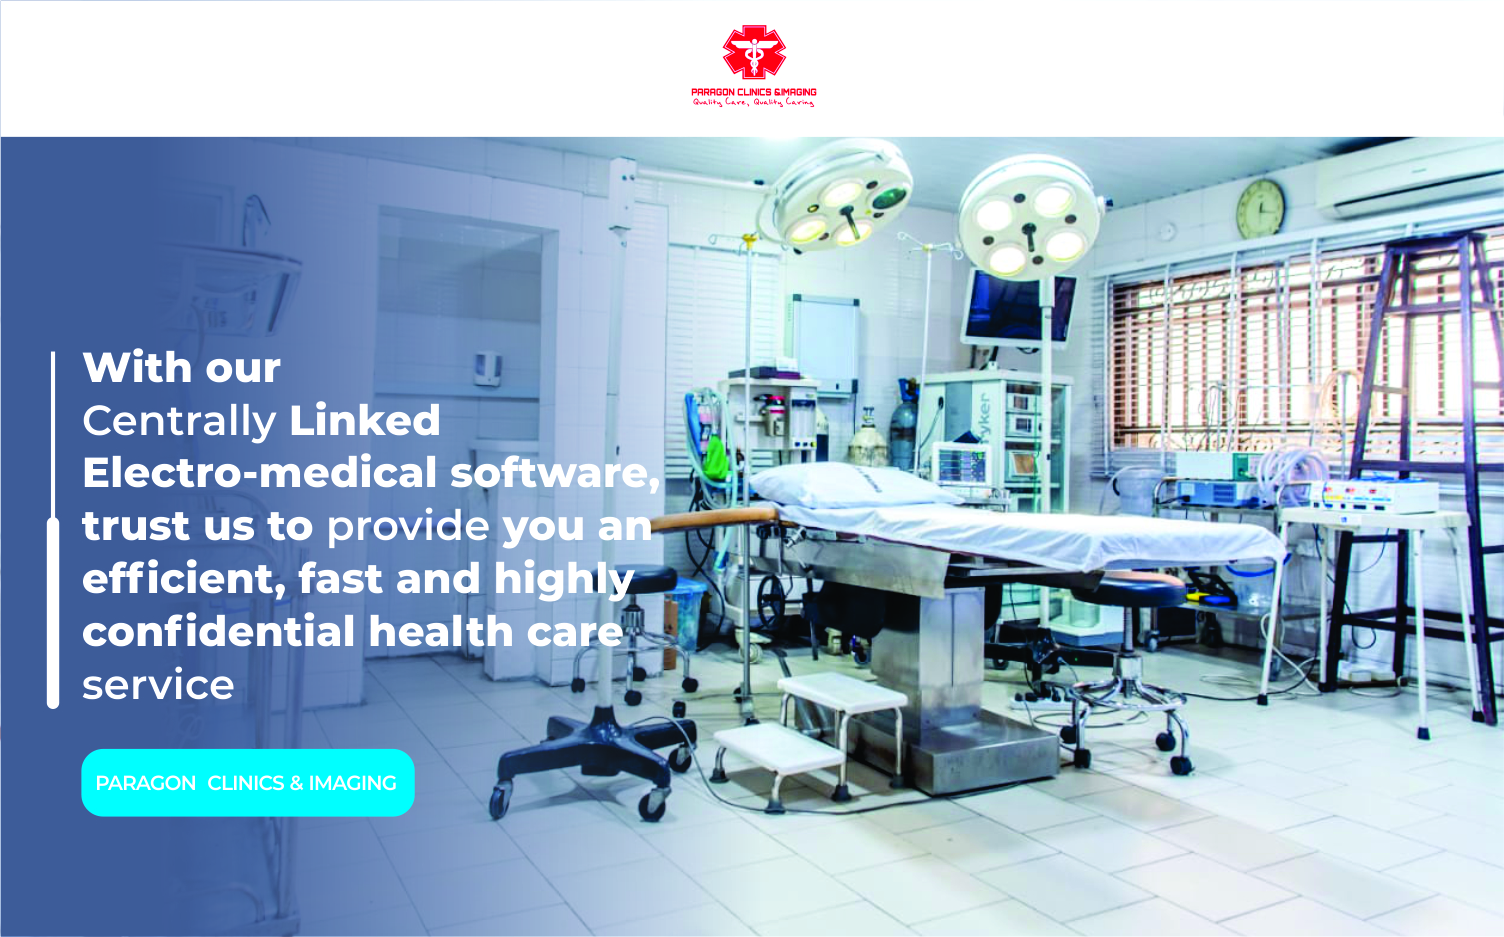 PARAGON CLINICS &IMAGING
Quality Care, Quality Caring
With our
Centrally Linked
Electro-medical software,
trust us to provide you an
efficient, fast and highly
confidential health care
service
PARAGON CLINICS & IMAGING